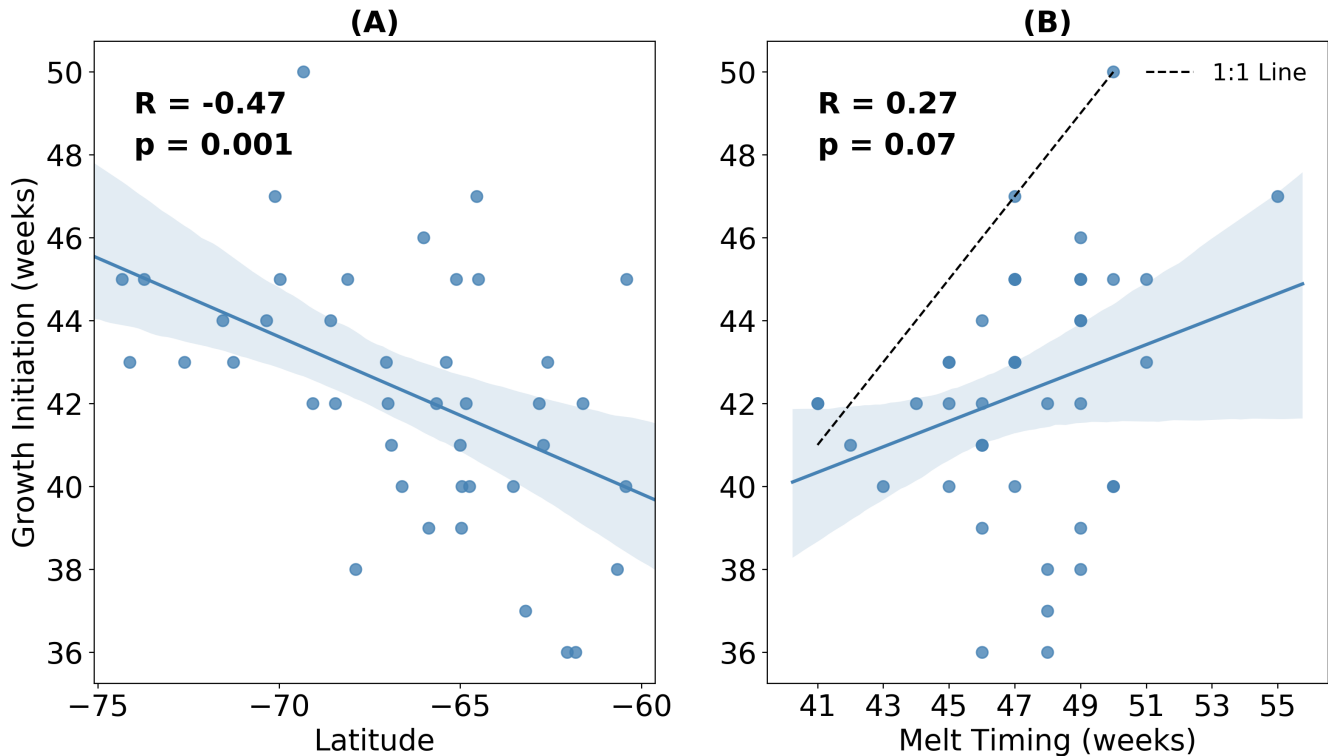 (A)
R = -0.47
p = 0.001
50
48
46
44
42
40
38
36
Growth Initiation (weeks)
−75 −70 −65 −60
Latitude
(B)
R = 0.27
p = 0.07
1:1 Line
50
48
46
44
42
40
38
36
41 43 45 47 49 51 53 55
Melt Timing (weeks)